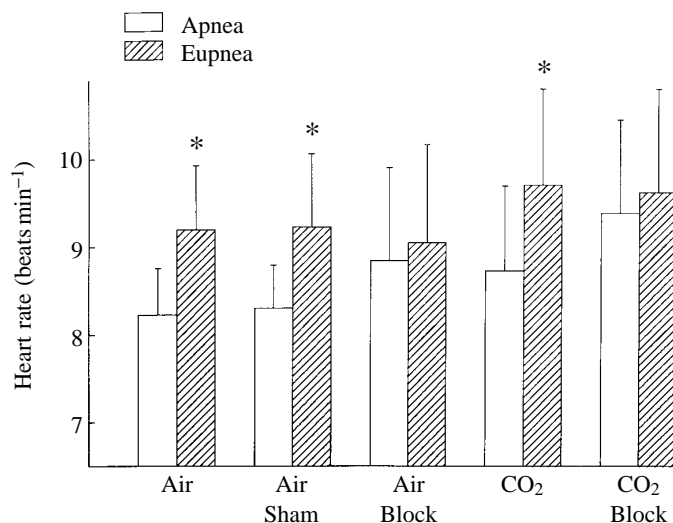 Apnea
Eupnea
Heart rate (beats min⁻¹)
10
9
8
7
*
*
*
Air
Air
Sham
Air
Block
CO₂
CO₂
Block